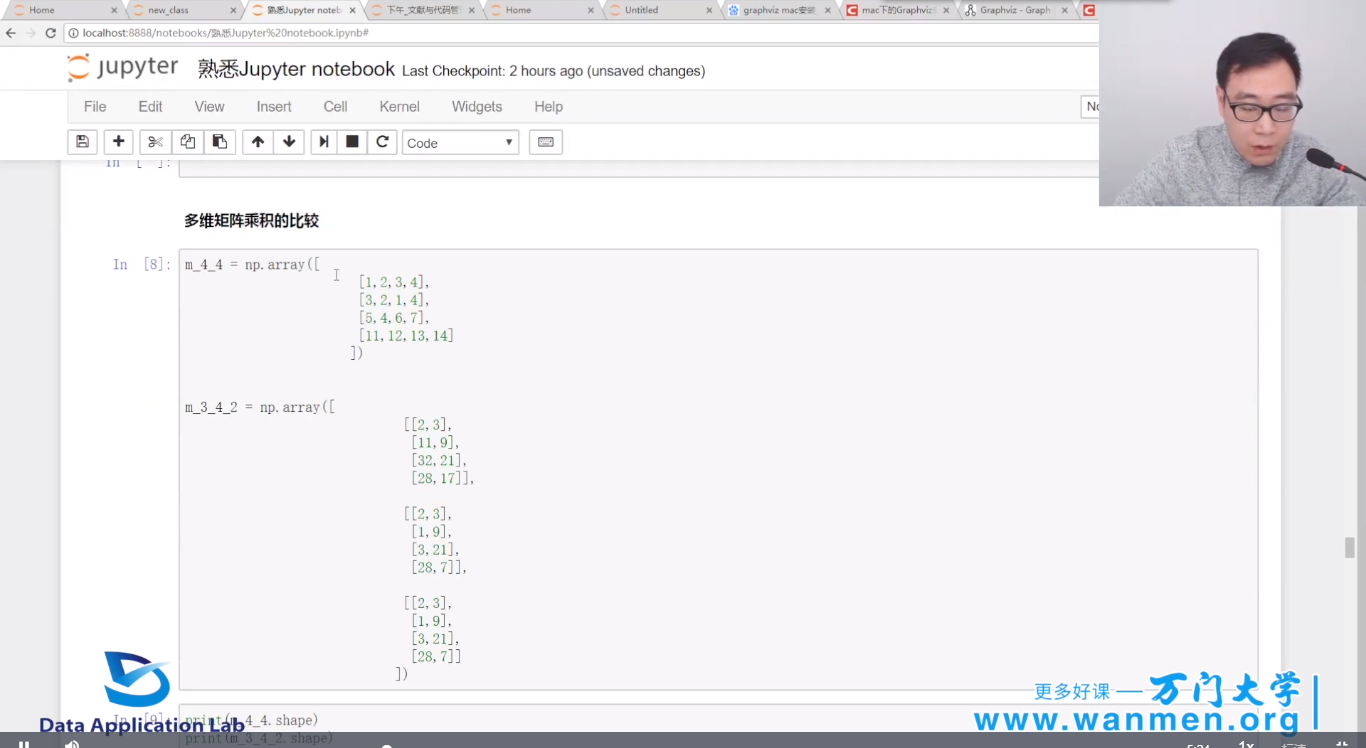 Home
new_class
熟悉Jupyter noteb
下午_文献与代码管
Home
Untitled
graphviz mac安装
mac下的Graphviz
Graphviz - Graph
localhost:8888/notebooks/熟悉Jupyter%20notebook.ipynb#
jupyter 熟悉Jupyter notebook Last Checkpoint: 2 hours ago (unsaved changes)
File Edit View Insert Cell Kernel Widgets Help
Code
In [ ]:
多维矩阵乘积的比较
In [8]: m_4_4 = np.array([
[1,2,3,4],
[3,2,1,4],
[5,4,6,7],
[11,12,13,14]
])
m_3_4_2 = np.array([
[[2,3],
[11,9],
[32,21],
[28,17]],
[[2,3],
[1,9],
[3,21],
[28,7]],
[[2,3],
[1,9],
[3,21],
[28,7]]
])
In [9]: print(m_4_4.shape)
print(m_3_4_2.shape)
Data Application Lab
更多好课 — 万门大学
www.wanmen.org
1x